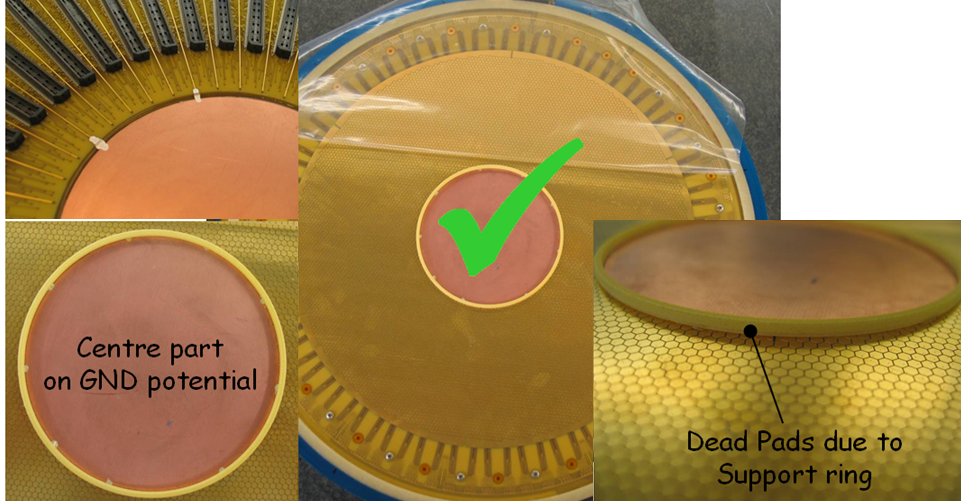 Centre part
on GND potential
Dead Pads due to
Support ring